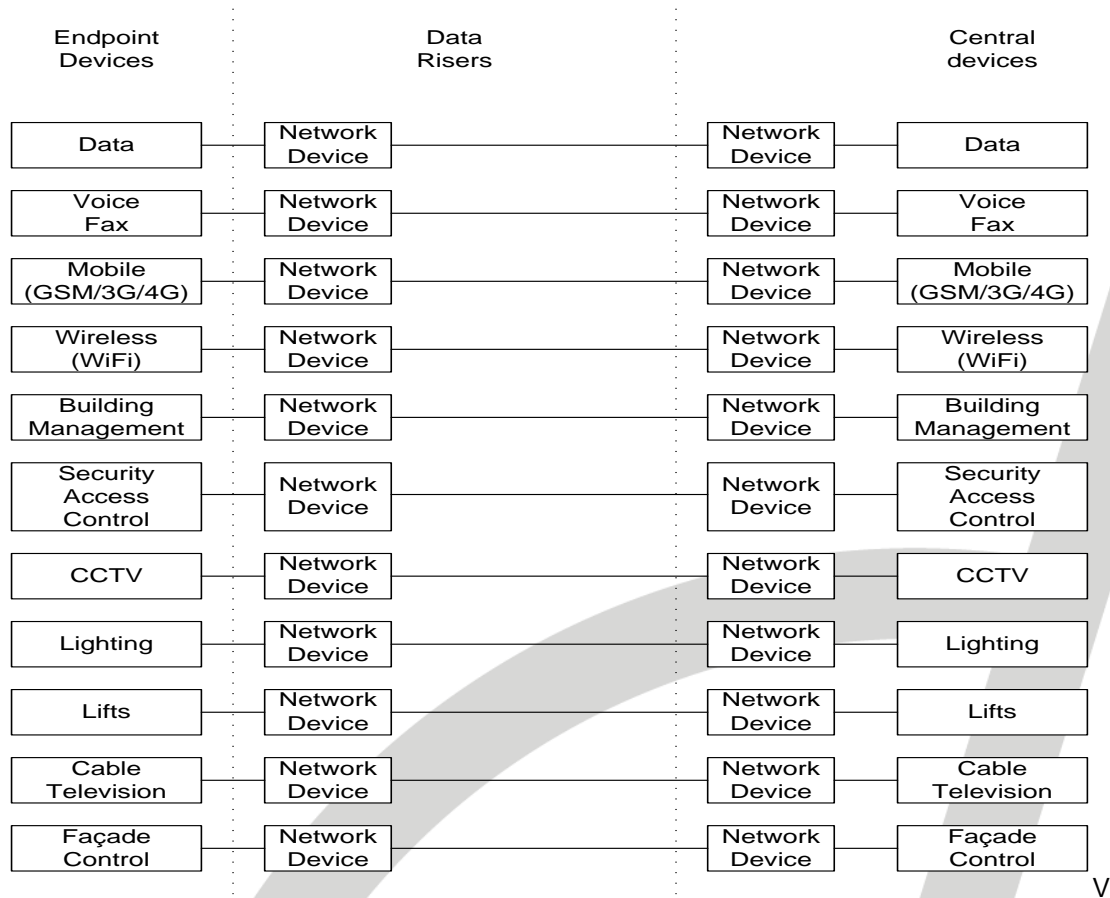 Endpoint
Devices
Data
Risers
Central
devices
Data
Network
Device
Network
Device
Data
Voice
Fax
Network
Device
Network
Device
Voice
Fax
Mobile
(GSM/3G/4G)
Network
Device
Network
Device
Mobile
(GSM/3G/4G)
Wireless
(WiFi)
Network
Device
Network
Device
Wireless
(WiFi)
Building
Management
Network
Device
Network
Device
Building
Management
Security
Access
Control
Network
Device
Network
Device
Security
Access
Control
CCTV
Network
Device
Network
Device
CCTV
Lighting
Network
Device
Network
Device
Lighting
Lifts
Network
Device
Network
Device
Lifts
Cable
Television
Network
Device
Network
Device
Cable
Television
Façade
Control
Network
Device
Network
Device
Façade
Control
V